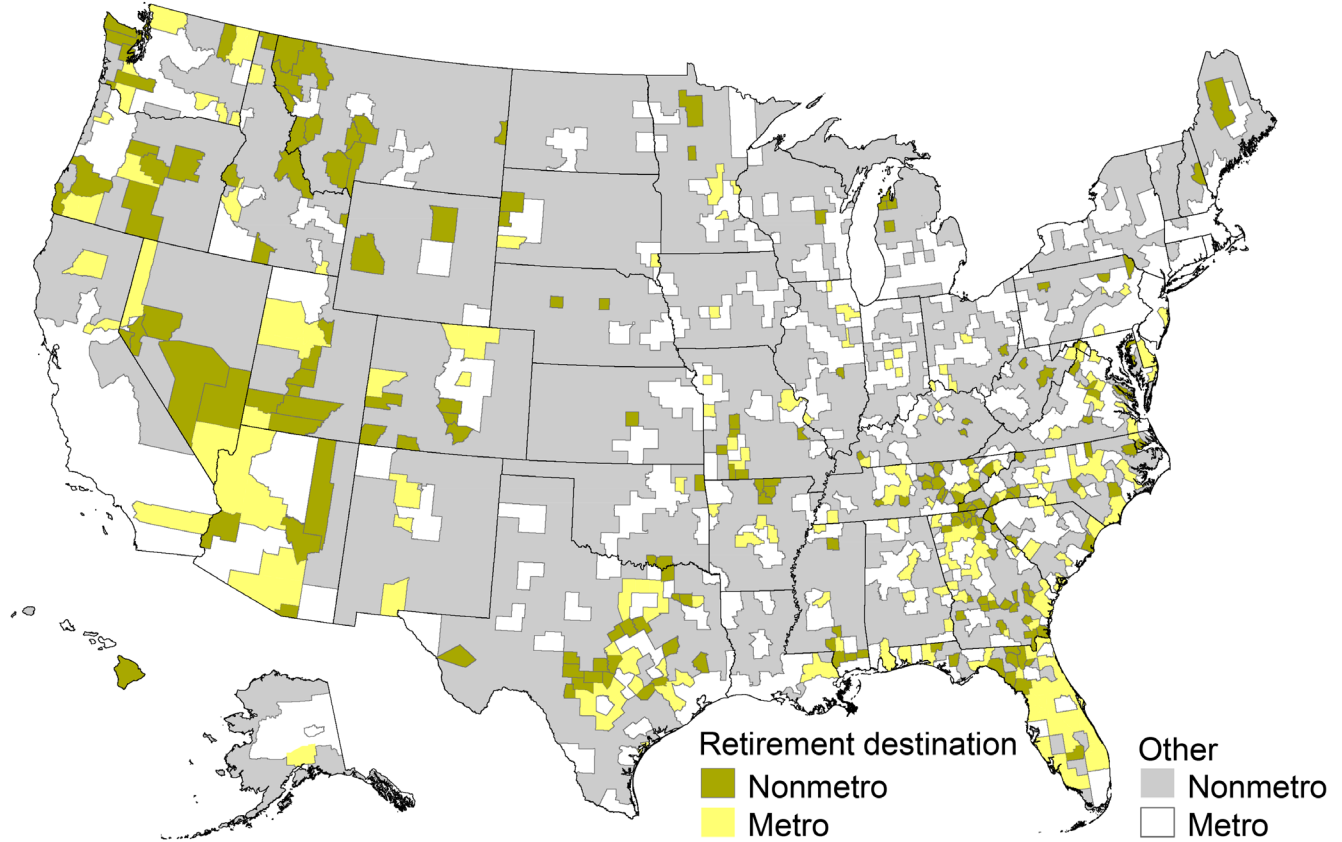 Retirement destination
Nonmetro
Metro
Other
Nonmetro
Metro